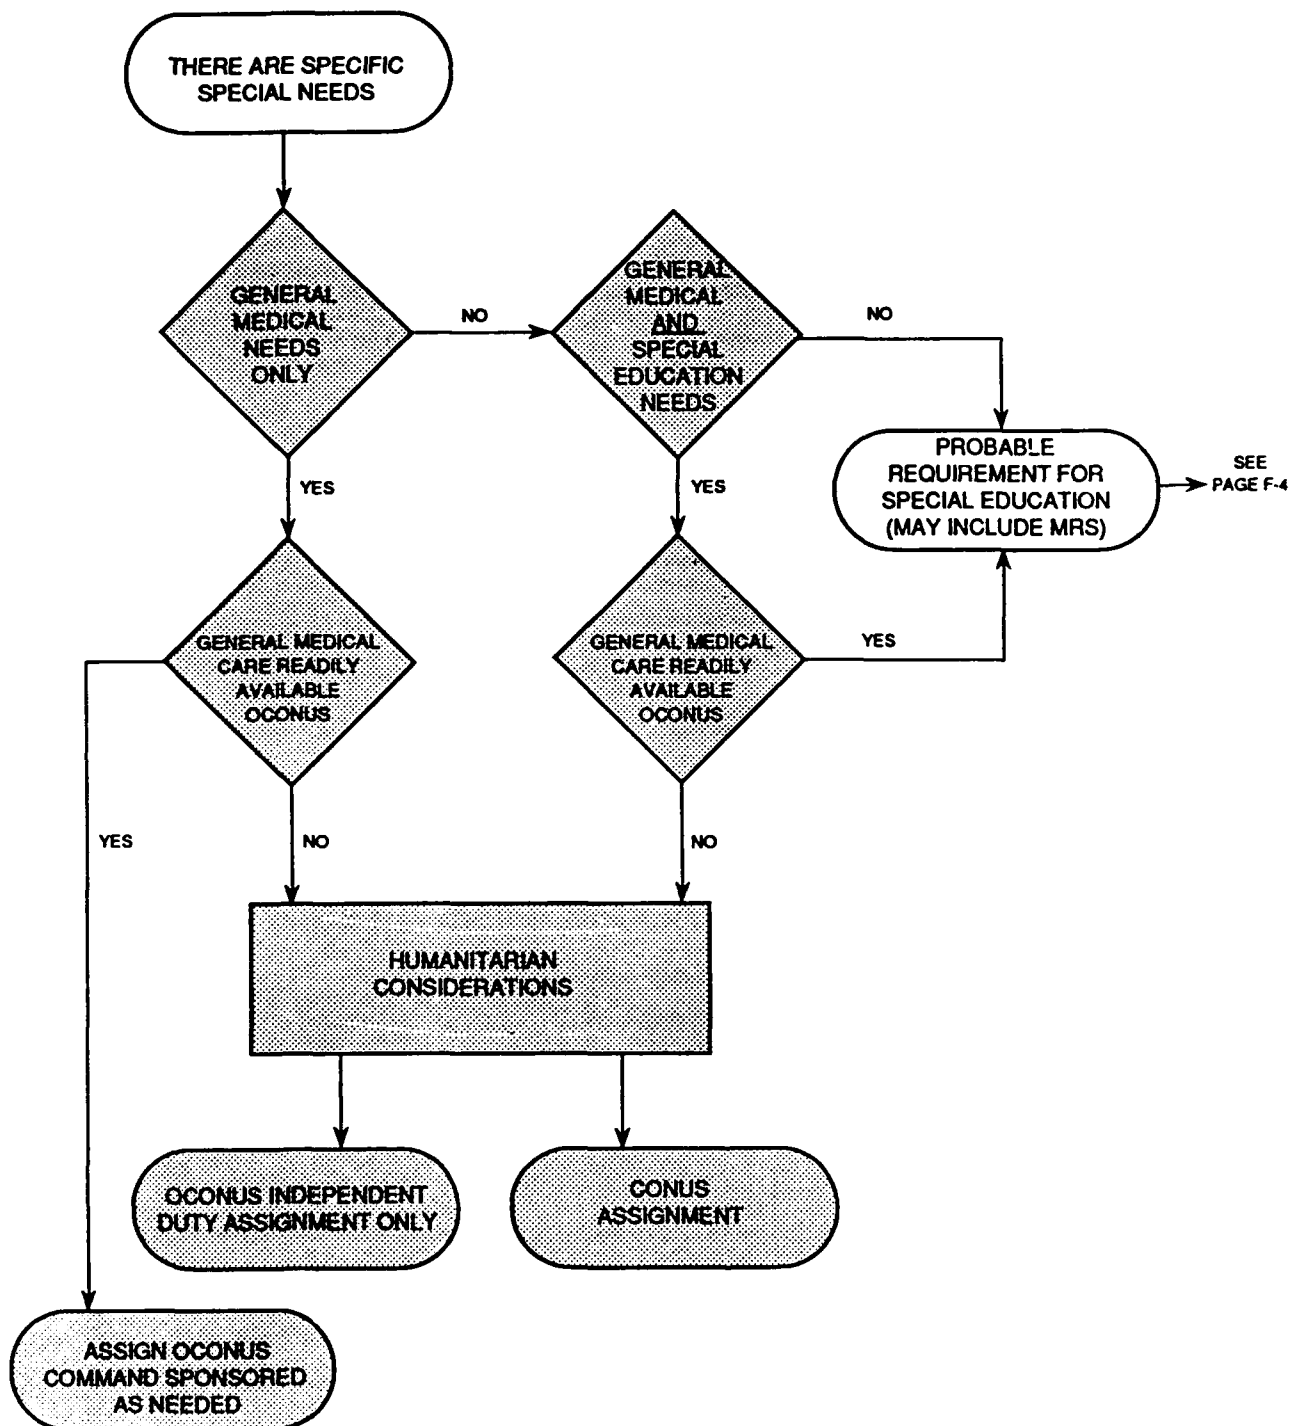 THERE ARE SPECIFIC
SPECIAL NEEDS
GENERAL
MEDICAL
NEEDS
ONLY
NO
GENERAL
MEDICAL
AND
SPECIAL
EDUCATION
NEEDS
NO
PROBABLE
REQUIREMENT FOR
SPECIAL EDUCATION
(MAY INCLUDE MRS)
SEE
PAGE F-4
YES
YES
GENERAL MEDICAL
CARE READILY
AVAILABLE
OCONUS
GENERAL MEDICAL
CARE READILY
AVAILABLE
OCONUS
YES
YES
NO
NO
HUMANITARIAN
CONSIDERATIONS
OCONUS INDEPENDENT
DUTY ASSIGNMENT ONLY
CONUS
ASSIGNMENT
ASSIGN OCONUS
COMMAND SPONSORED
AS NEEDED